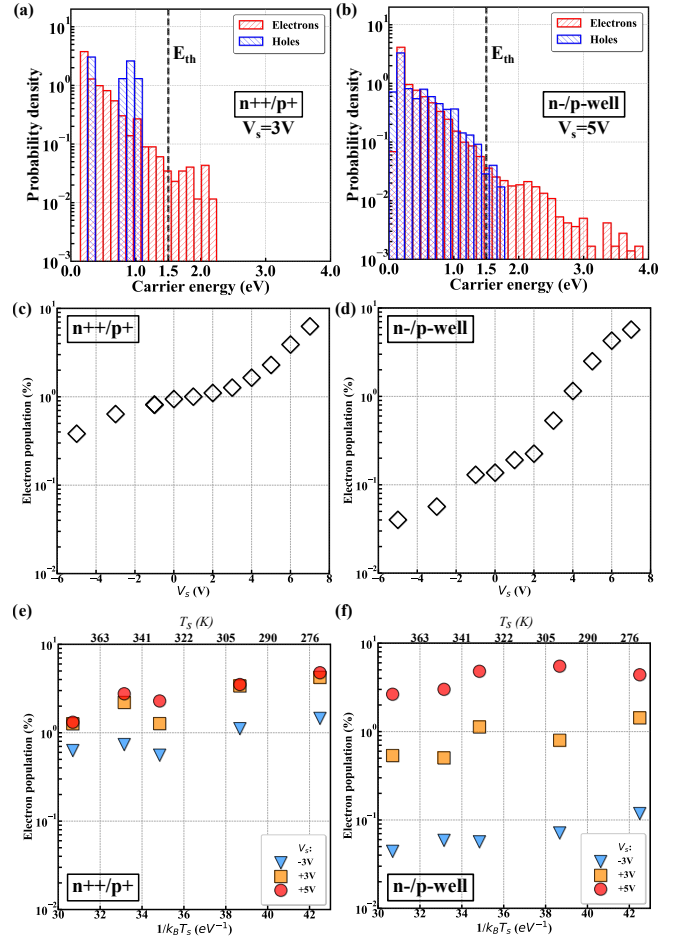 (a)
Probability density
10^1
10^0
10^-1
10^-2
10^-3
Electrons
Holes
E_th
n++/p+
V_s=3V
0.0 1.0 1.5 2.0 3.0 4.0
Carrier energy (eV)
(b)
Probability density
10^1
10^0
10^-1
10^-2
10^-3
Electrons
Holes
E_th
n-/p-well
V_s=5V
0.0 1.0 1.5 2.0 3.0 4.0
Carrier energy (eV)
(c)
n++/p+
Electron population (%)
10^1
10^0
10^-1
10^-2
−6 −4 −2 0 2 4 6 8
V_S (V)
(d)
n-/p-well
Electron population (%)
10^1
10^0
10^-1
10^-2
−6 −4 −2 0 2 4 6 8
V_S (V)
(e)
T_S (K)
363 341 322 305 290 276
Electron population (%)
10^1
10^0
10^-1
10^-2
n++/p+
V_s:
-3V
+3V
+5V
30 32 34 36 38 40 42
1/k_BT_s (eV^-1)
(f)
T_S (K)
363 341 322 305 290 276
Electron population (%)
10^1
10^0
10^-1
10^-2
n-/p-well
V_s:
-3V
+3V
+5V
30 32 34 36 38 40 42
1/k_BT_s (eV^-1)